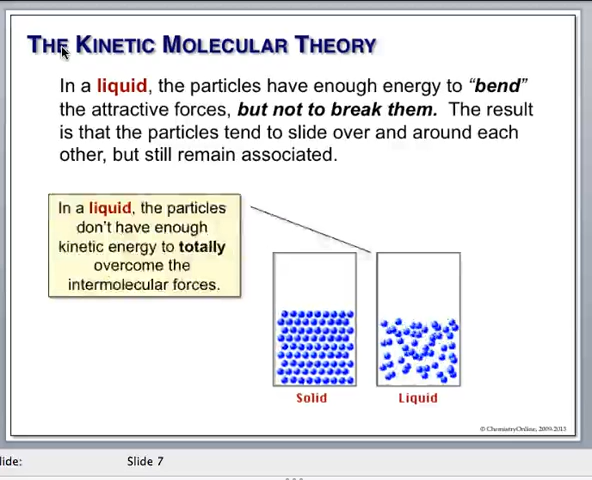 THE KINETIC MOLECULAR THEORY
In a liquid, the particles have enough energy to “bend”
the attractive forces, but not to break them. The result
is that the particles tend to slide over and around each
other, but still remain associated.
In a liquid, the particles
don't have enough
kinetic energy to totally
overcome the
intermolecular forces.
Solid
Liquid
© ChemistryOnline, 2009-2013
lide:
Slide 7